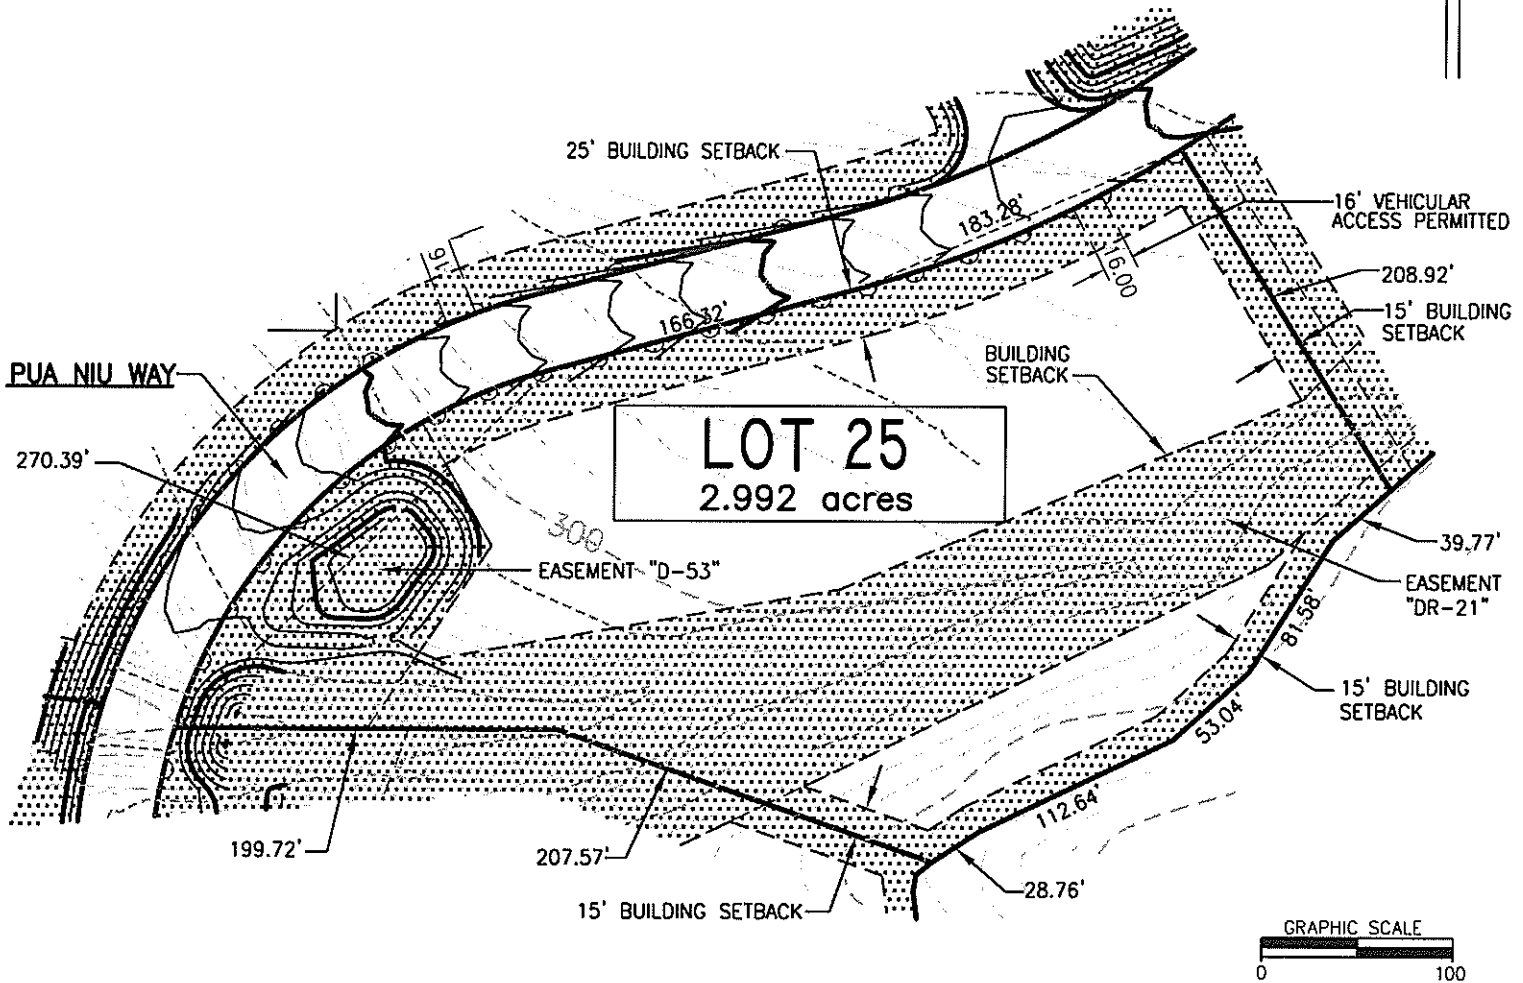 25' BUILDING SETBACK
183.28'
16' VEHICULAR
ACCESS PERMITTED
16'
16.00
208.92'
166.32'
15' BUILDING
SETBACK
BUILDING
SETBACK
PUA NIU WAY
LOT 25
2.992 acres
270.39'
300
EASEMENT "D-53"
39.77'
EASEMENT
"DR-21"
81.58'
15' BUILDING
SETBACK
53.04'
112.64'
199.72'
207.57'
28.76'
15' BUILDING SETBACK
GRAPHIC SCALE
0 100